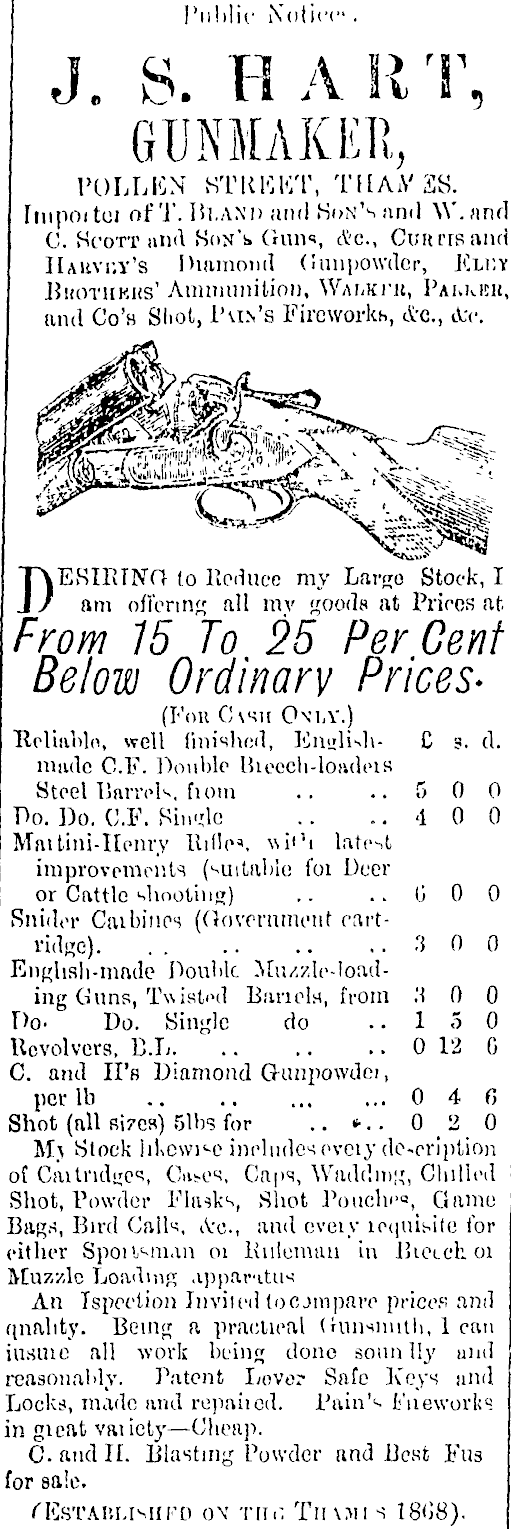 Public Notices.
J. S. HART,
GUNMAKER,
POLLEN STREET, THAMES.
Importer of T. BLAND and SON'S and W. and
C. SCOTT and SON'S Guns, &c., CURTIS and
HARVEY'S Diamond Gunpowder, ELEY
BROTHERS' Ammunition, WALKER, PARKER,
and Co's Shot, PAIN'S Fireworks, &c., &c.
DESIRING to Reduce my Large Stock, I
am offering all my goods at Prices at
From 15 To 25 Per Cent
Below Ordinary Prices.
(FOR CASH ONLY.)
Reliable, well finished, English- £ s. d.
made C.F. Double Breech-loaders
Steel Barrels, from .. .. 5 0 0
Do. Do. C.F. Single .. .. 4 0 0
Martini-Henry Rifles, with latest
improvements (suitable for Deer
or Cattle shooting) .. .. 6 0 0
Snider Carbines (Government cart-
ridge). .. .. .. .. 3 0 0
English-made Double Muzzle-load-
ing Guns, Twisted Barrels, from 3 0 0
Do. Do. Single do .. 1 5 0
Revolvers, B.L. .. .. .. 0 12 6
C. and H's Diamond Gunpowder,
per lb .. .. ... ... 0 4 6
Shot (all sizes) 5lbs for .. .. 0 2 0
My Stock likewise includes every description
of Cartridges, Cases, Caps, Wadding, Chilled
Shot, Powder Flasks, Shot Pouches, Game
Bags, Bird Calls, &c., and every requisite for
either Sportsman or Rifleman in Breech or
Muzzle Loading apparatus
An Ispection Invited to compare prices and
quality. Being a practical Gunsmith, I can
insure all work being done soundly and
reasonably. Patent Lever Safe Keys and
Locks, made and repaired. Pain's Fireworks
in great variety—Cheap.
C. and H. Blasting Powder and Best Fus
for sale.
(ESTABLISHED ON THE THAMES 1868).